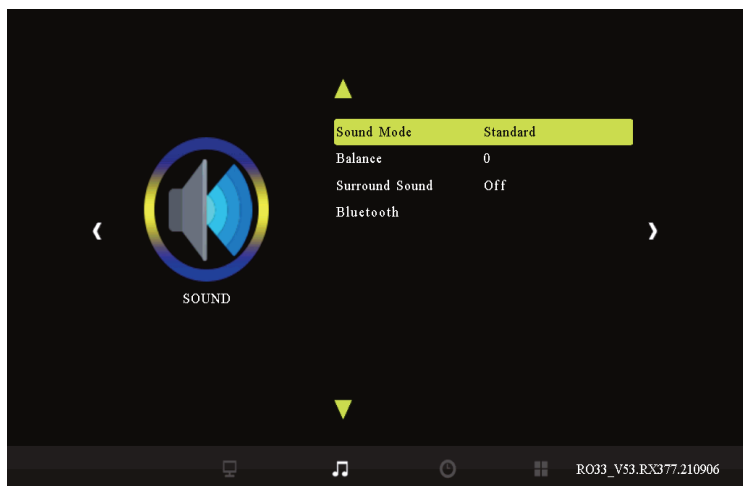 Sound Mode Standard
Balance 0
Surround Sound Off
Bluetooth
SOUND
RO33_V53.RX377.210906